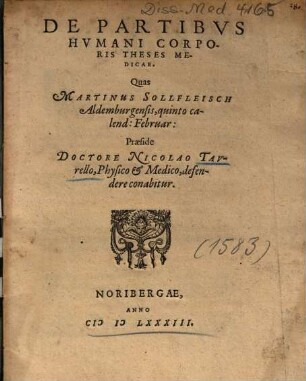 Diss. Med. 4165
DE PARTIBVS
HVMANI CORPO-
RIS THESES ME-
DICAE.
Quas
MARTINUS SOLLFLEISCH
Aldemburgensis, quinto ca-
lend: Februar:
Præside
DOCTORE NICOLAO TAV-
rello, Physico & Medico, defen-
dere conabitur.
(1583)
NORIBERGAE,
ANNO
CIƆ IƆ LXXXIII.